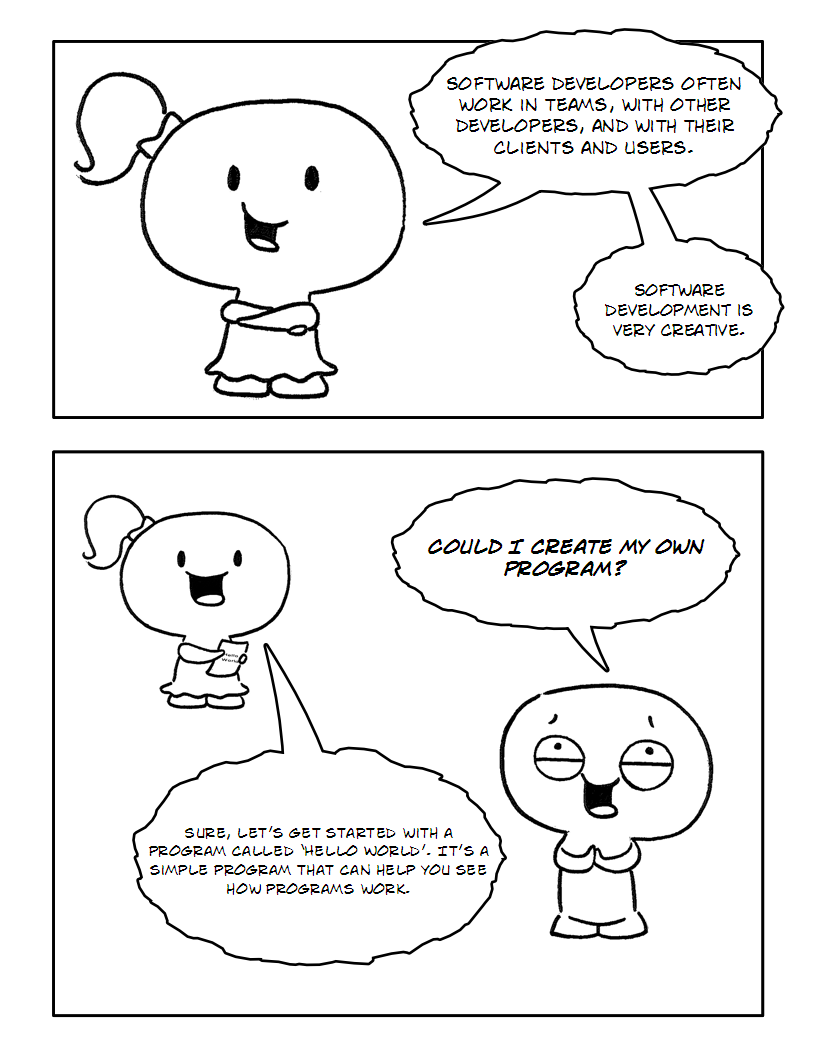 SOFTWARE DEVELOPERS OFTEN
WORK IN TEAMS, WITH OTHER
DEVELOPERS, AND WITH THEIR
CLIENTS AND USERS.
SOFTWARE
DEVELOPMENT IS
VERY CREATIVE.
COULD I CREATE MY OWN
PROGRAM?
Hello
World
SURE, LET'S GET STARTED WITH A
PROGRAM CALLED 'HELLO WORLD'. IT'S A
SIMPLE PROGRAM THAT CAN HELP YOU SEE
HOW PROGRAMS WORK.